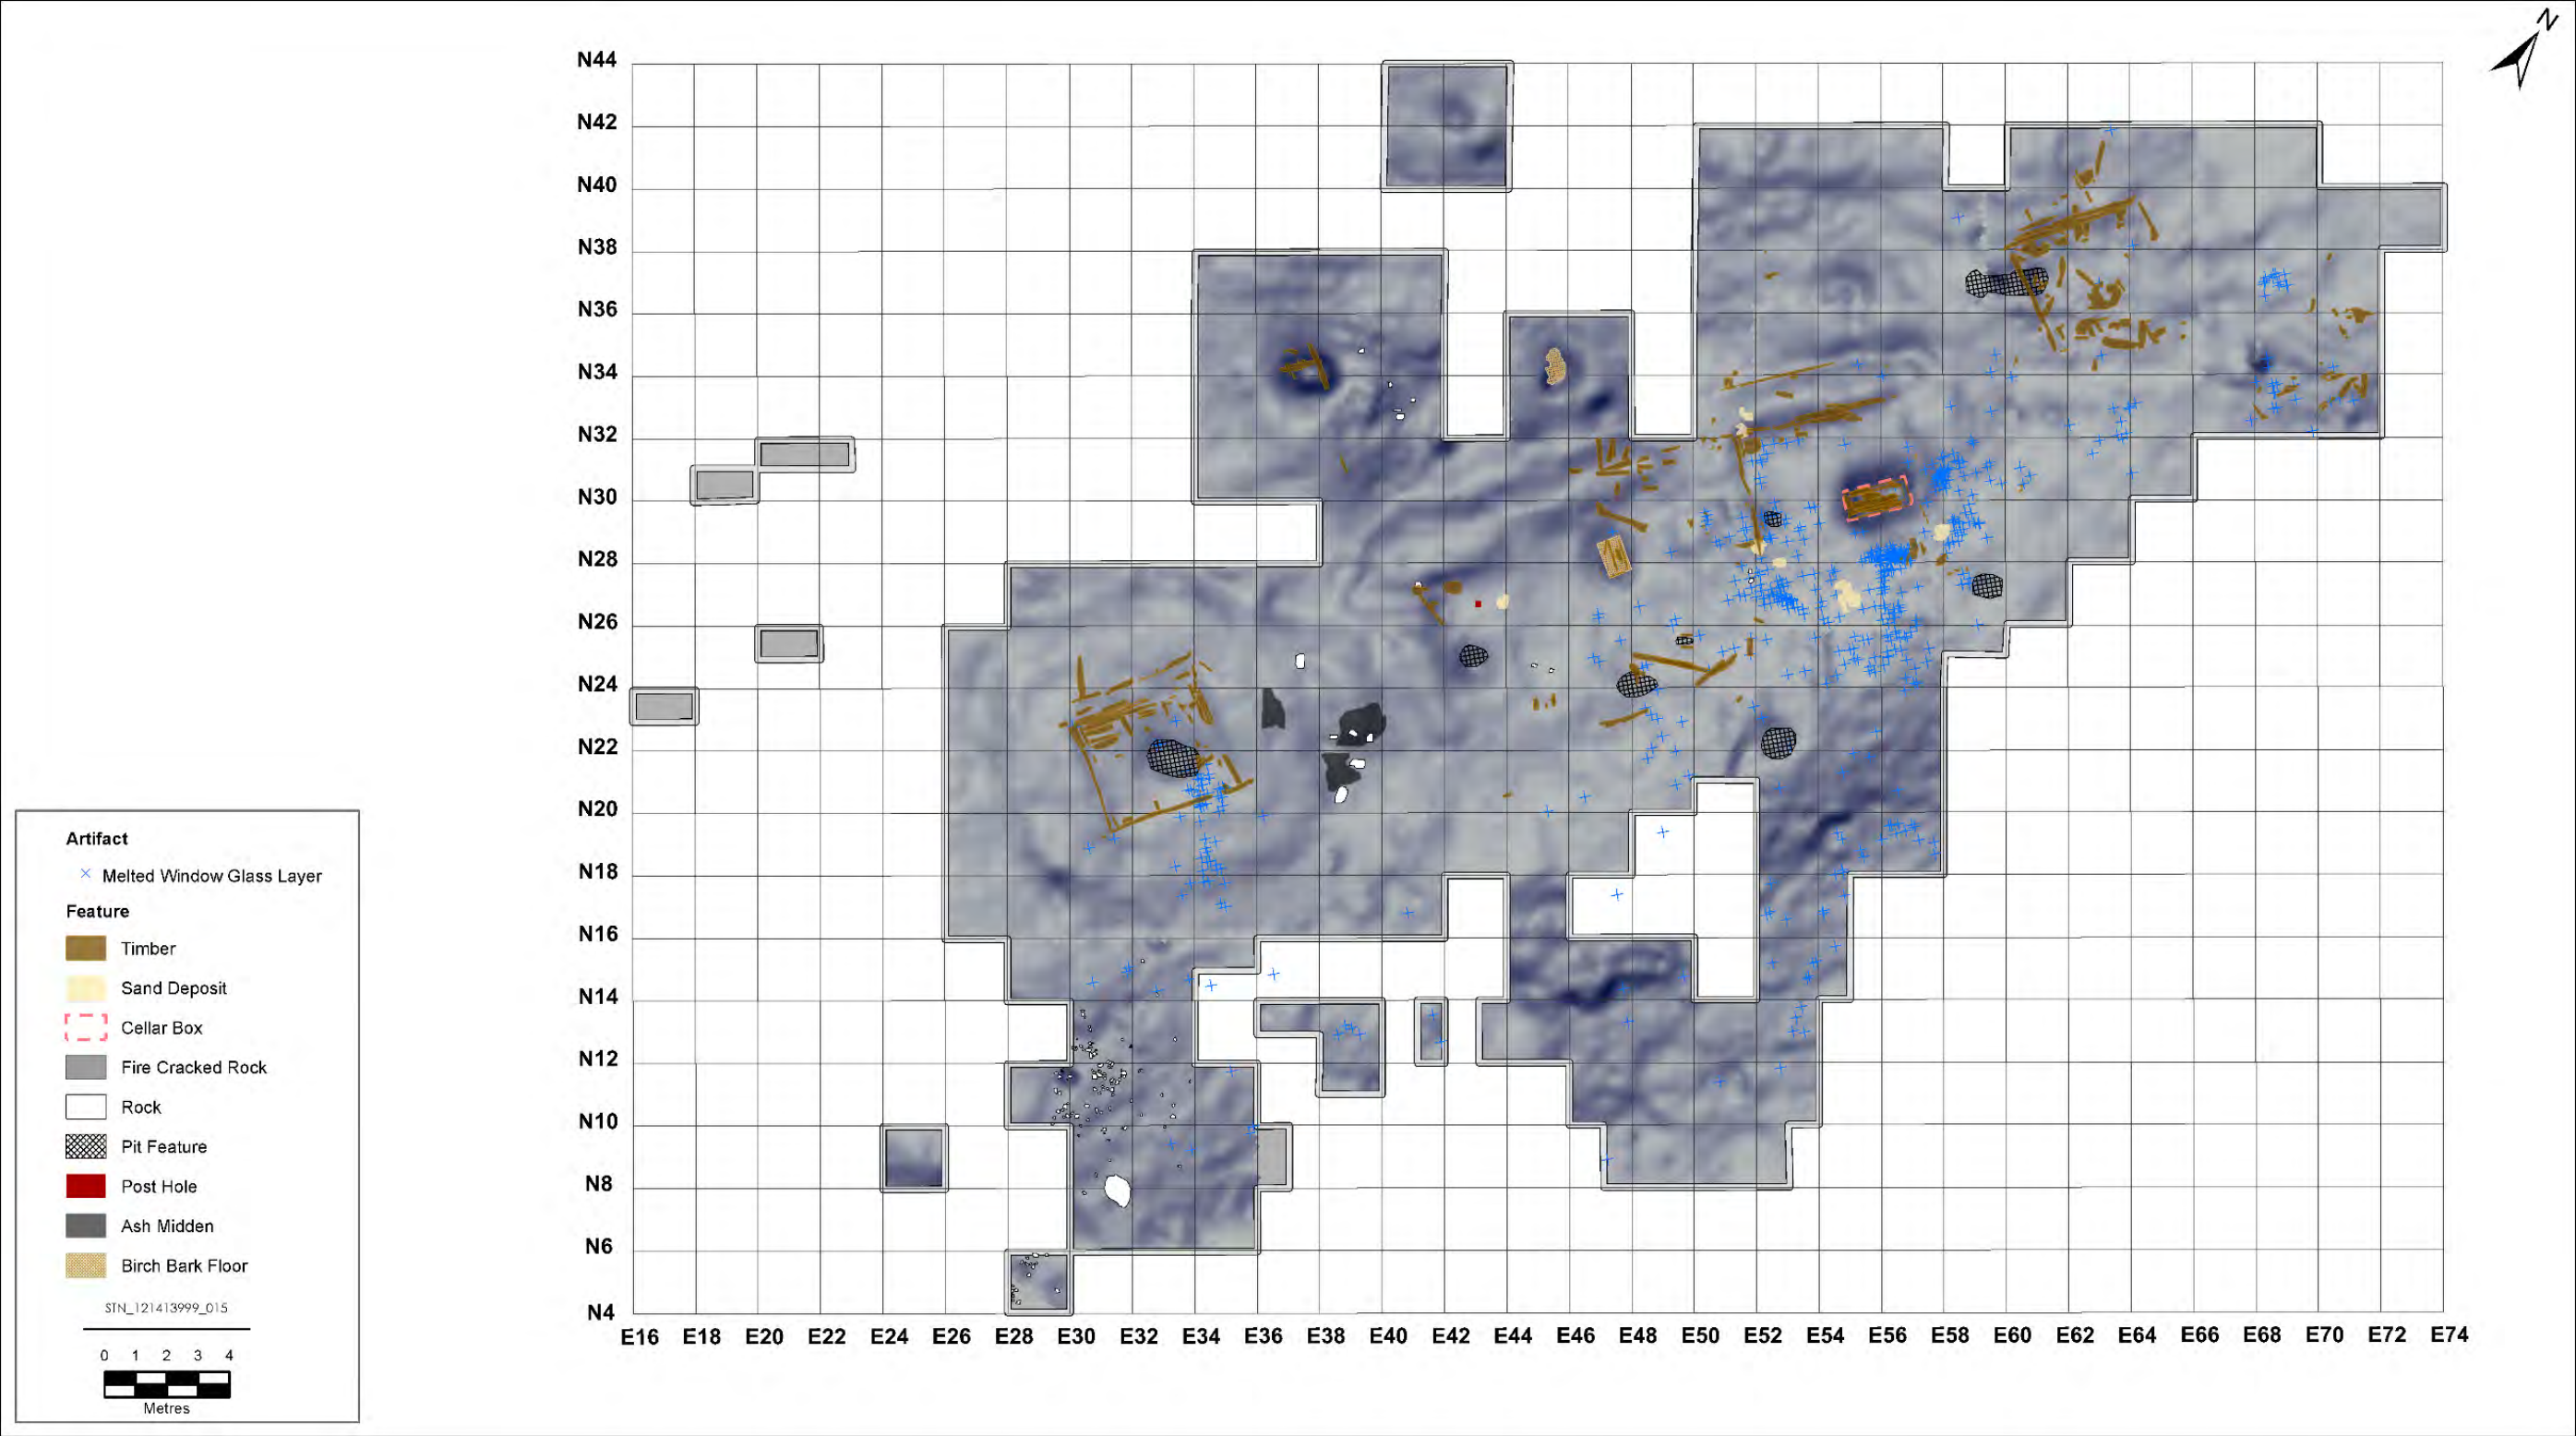 N
N44
N42
N40
N38
N36
N34
N32
N30
N28
N26
N24
N22
N20
N18
N16
N14
N12
N10
N8
N6
N4
E16 E18 E20 E22 E24 E26 E28 E30 E32 E34 E36 E38 E40 E42 E44 E46 E48 E50 E52 E54 E56 E58 E60 E62 E64 E66 E68 E70 E72 E74
Artifact
Melted Window Glass Layer
Feature
Timber
Sand Deposit
Cellar Box
Fire Cracked Rock
Rock
Pit Feature
Post Hole
Ash Midden
Birch Bark Floor
STN_121413999_015
0 1 2 3 4
Metres